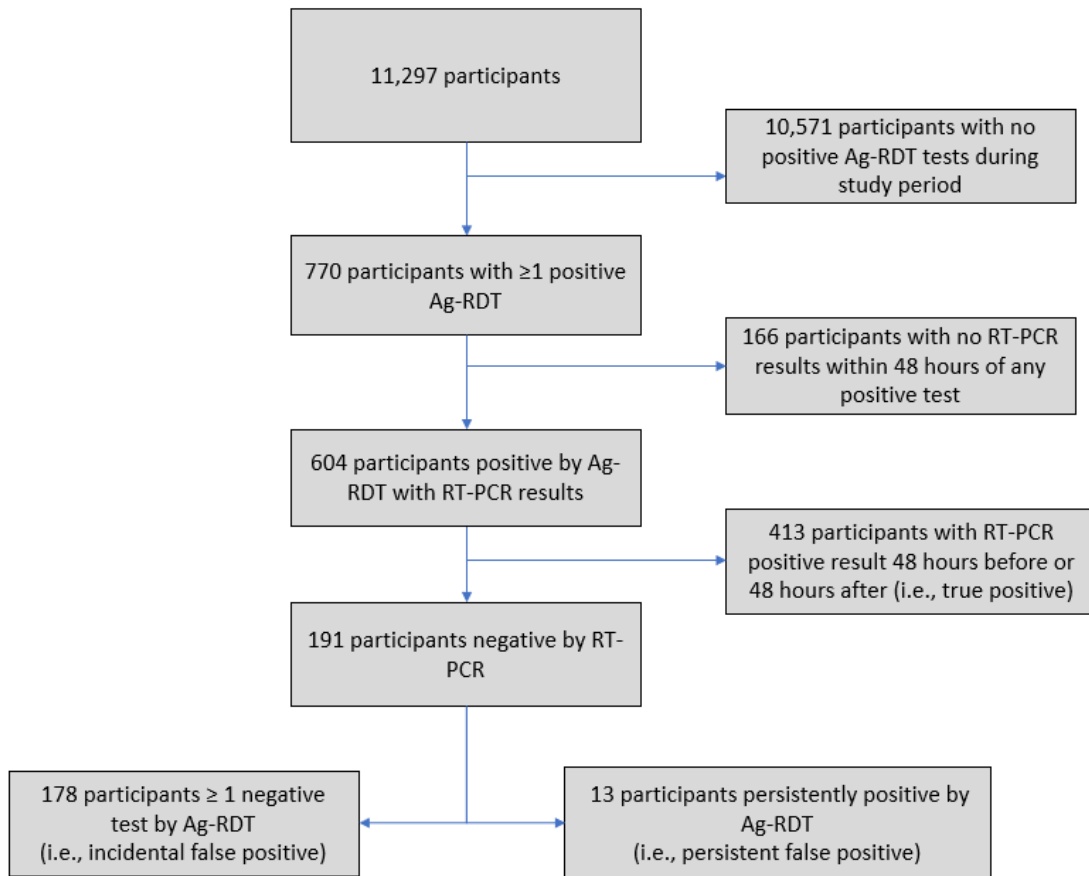 11,297 participants
10,571 participants with no
positive Ag-RDT tests during
study period
770 participants with ≥1 positive
Ag-RDT
166 participants with no RT-PCR
results within 48 hours of any
positive test
604 participants positive by Ag-
RDT with RT-PCR results
413 participants with RT-PCR
positive result 48 hours before or
48 hours after (i.e., true positive)
191 participants negative by RT-
PCR
178 participants ≥ 1 negative
test by Ag-RDT
(i.e., incidental false positive)
13 participants persistently positive by
Ag-RDT
(i.e., persistent false positive)